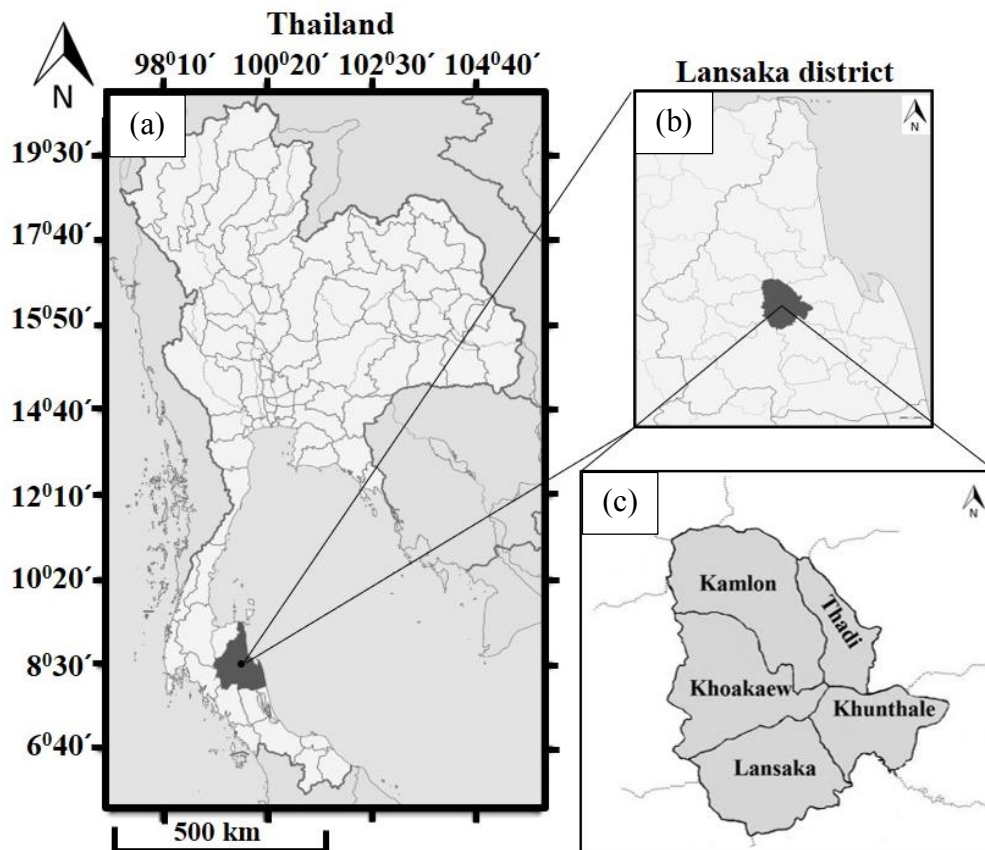 Thailand
98⁰10´ 100⁰20´ 102⁰30´ 104⁰40´
N
(a)
19⁰30´
17⁰40´
15⁰50´
14⁰40´
12⁰10´
10⁰20´
8⁰30´
6⁰40´
500 km
Lansaka district
(b)
N
(c)
N
Kamlon
Thadi
Khoakaew
Khunthale
Lansaka